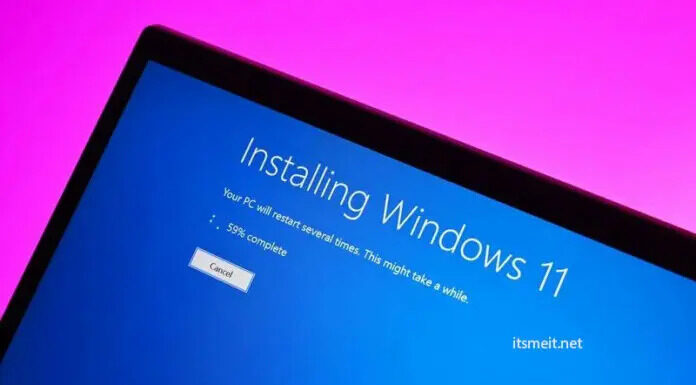 Installing Windows 11
Your PC will restart several times. This might take a while.
59% complete
Cancel
itsmeit.net